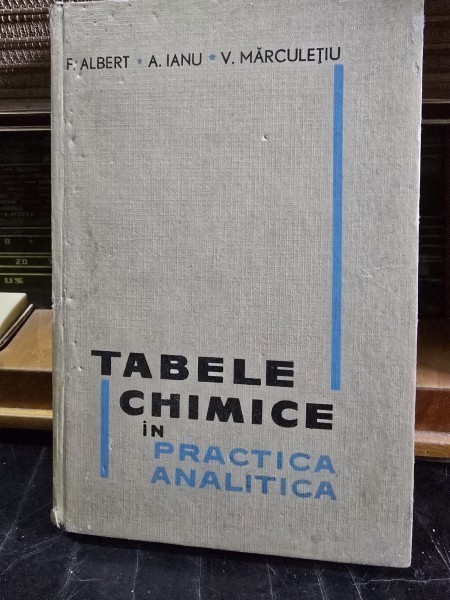 F. ALBERT * A. IANU * V. MĂRCULEȚIU
TABELE
CHIMICE
ÎN
PRACTICA
ANALITICA